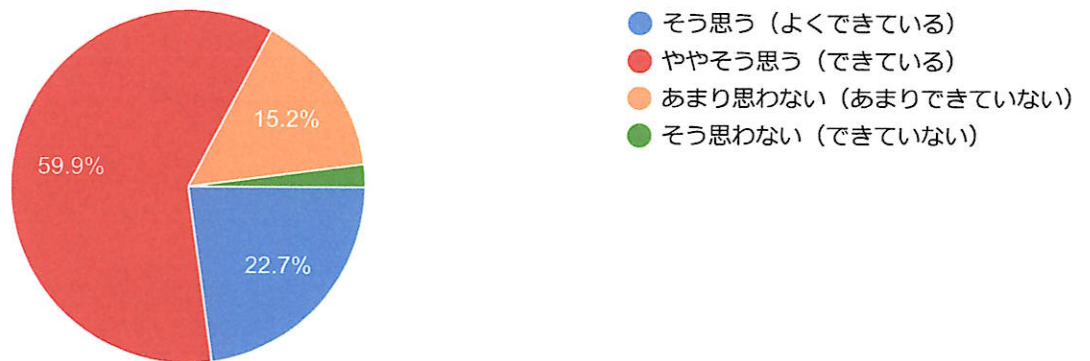 59.9%
15.2%
22.7%
そう思う（よくできている）
ややそう思う（できている）
あまり思わない（あまりできていない）
そう思わない（できていない）